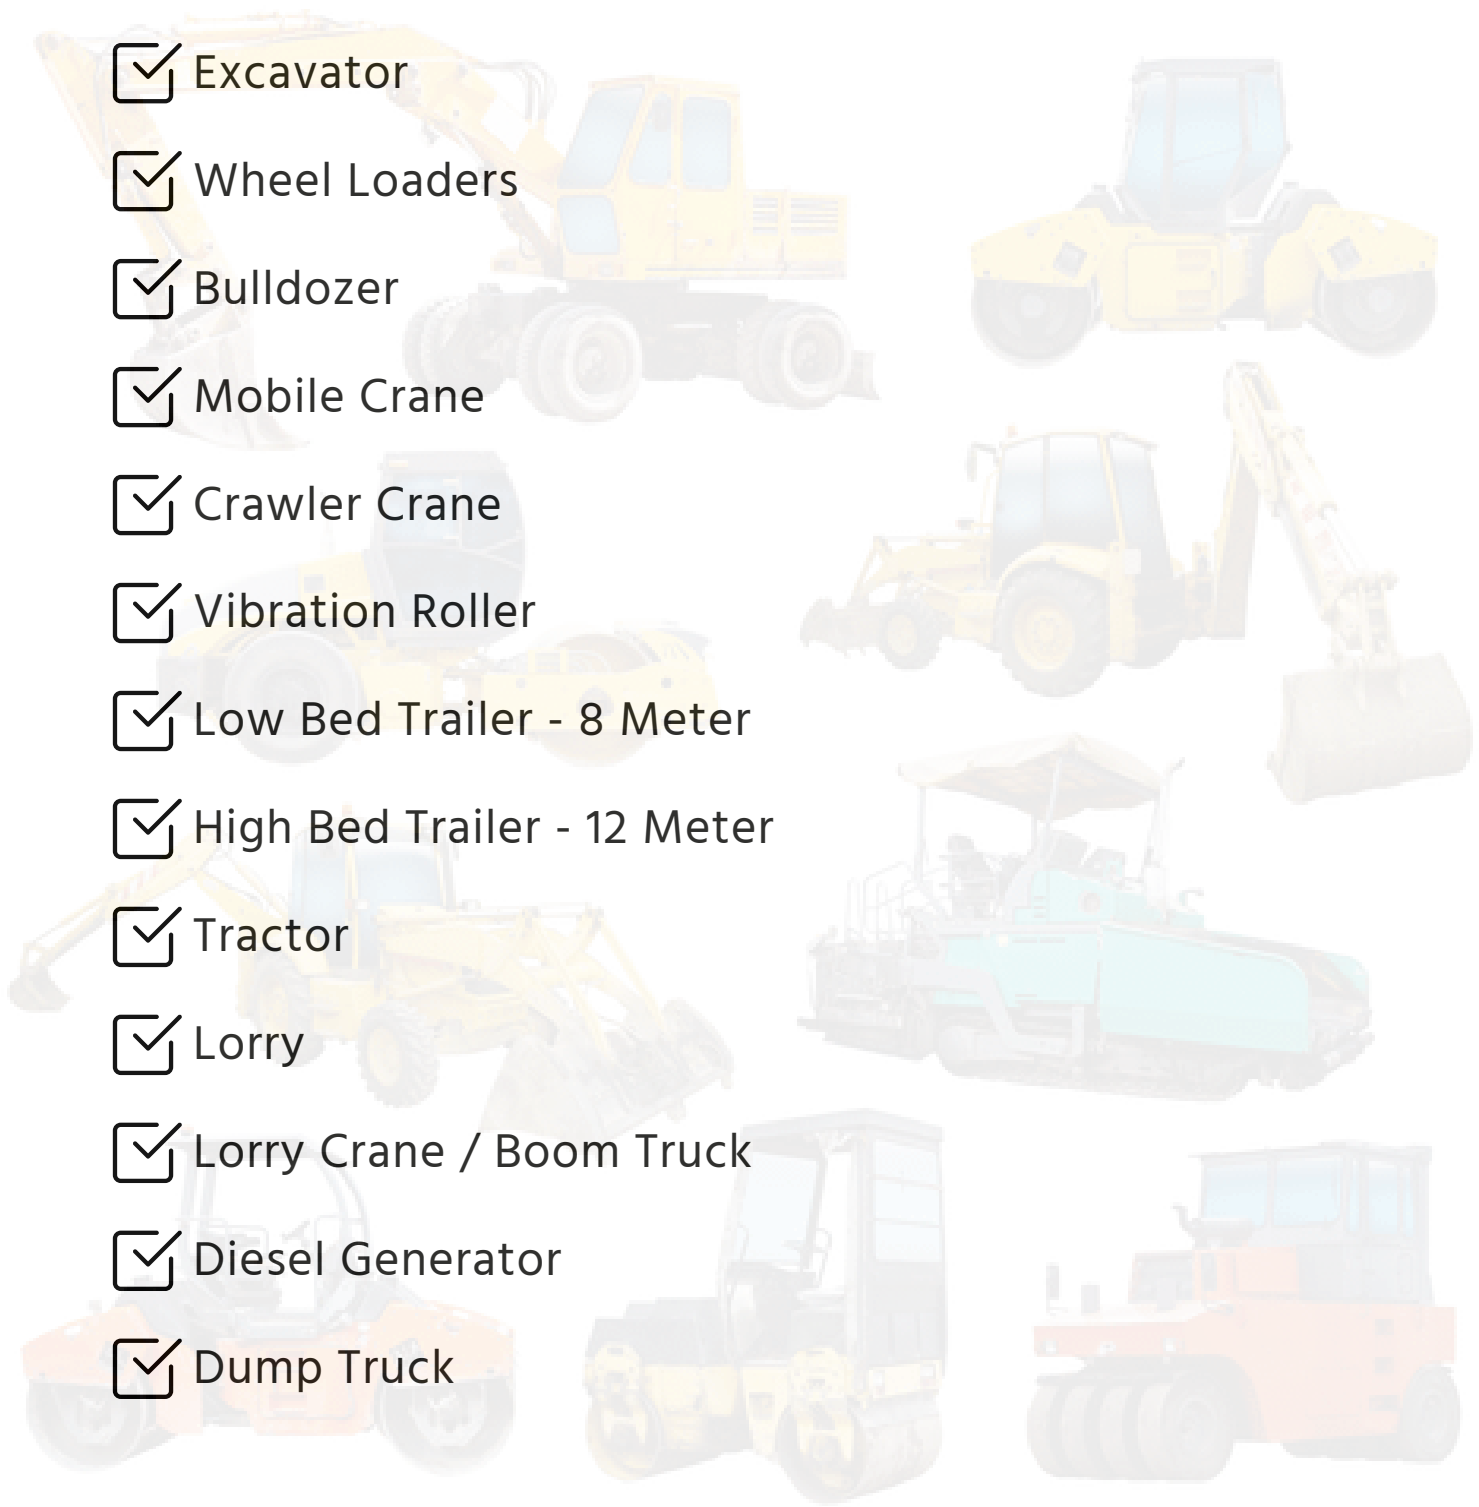 Excavator
Wheel Loaders
Bulldozer
Mobile Crane
Crawler Crane
Vibration Roller
Low Bed Trailer - 8 Meter
High Bed Trailer - 12 Meter
Tractor
Lorry
Lorry Crane / Boom Truck
Diesel Generator
Dump Truck